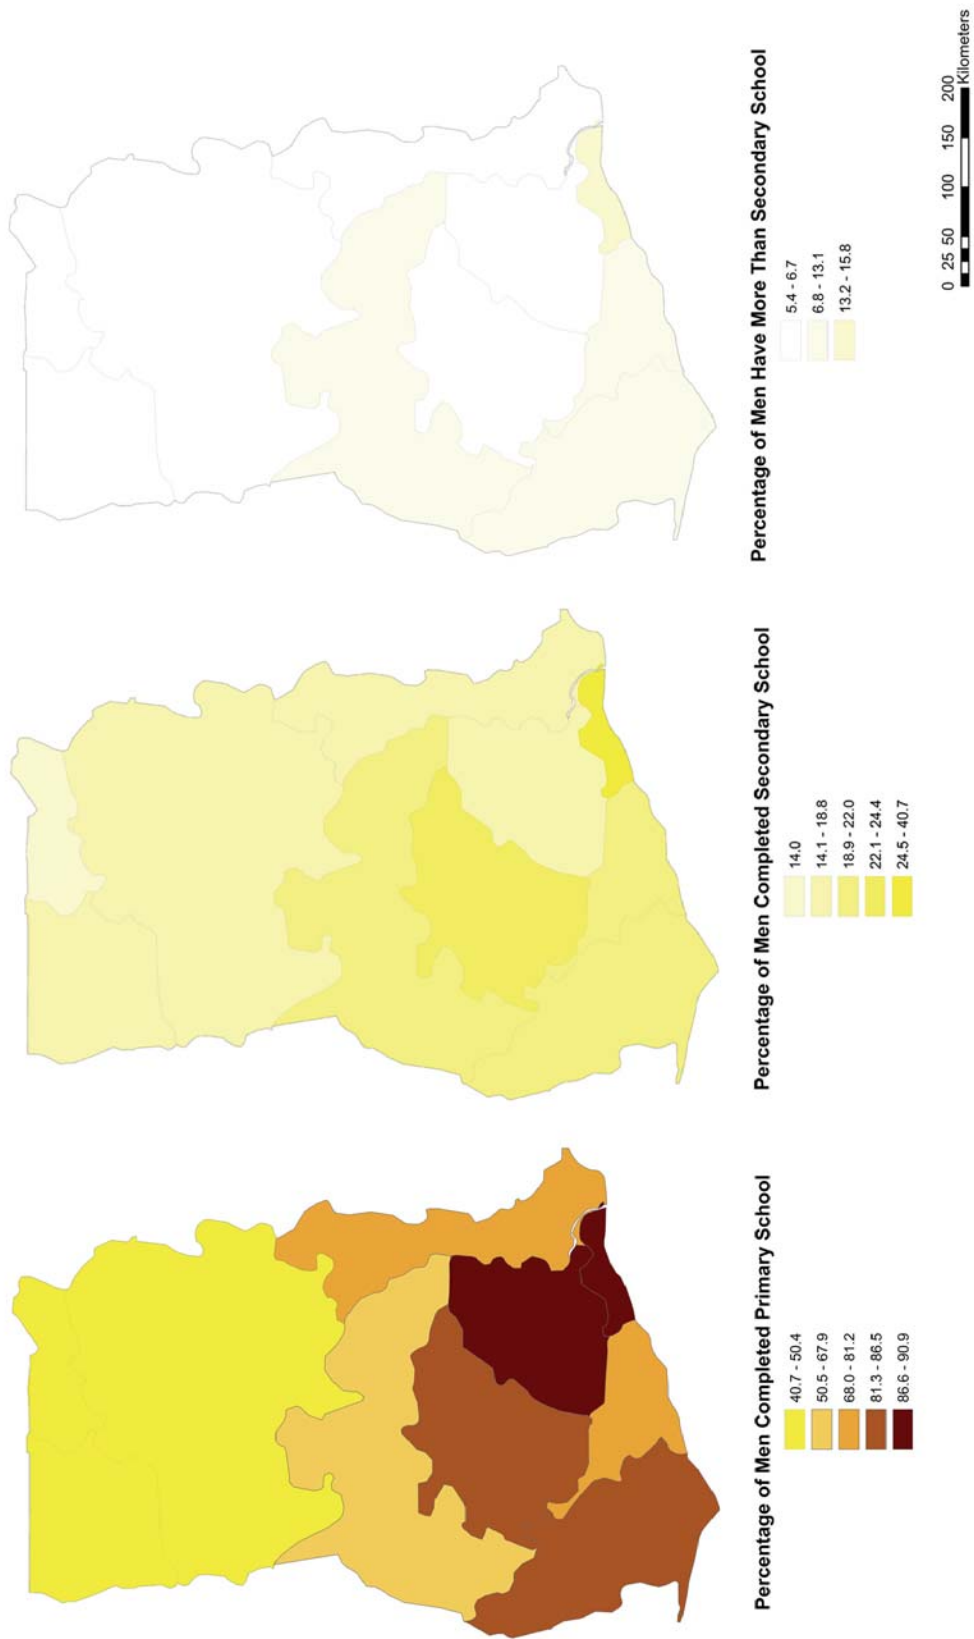 Percentage of Men Completed Primary School
40.7 - 50.4
50.5 - 67.9
68.0 - 81.2
81.3 - 86.5
86.6 - 90.9
Percentage of Men Completed Secondary School
14.0
14.1 - 18.8
18.9 - 22.0
22.1 - 24.4
24.5 - 40.7
Percentage of Men Have More Than Secondary School
5.4 - 6.7
6.8 - 13.1
13.2 - 15.8
0 25 50 100 150 200
Kilometers